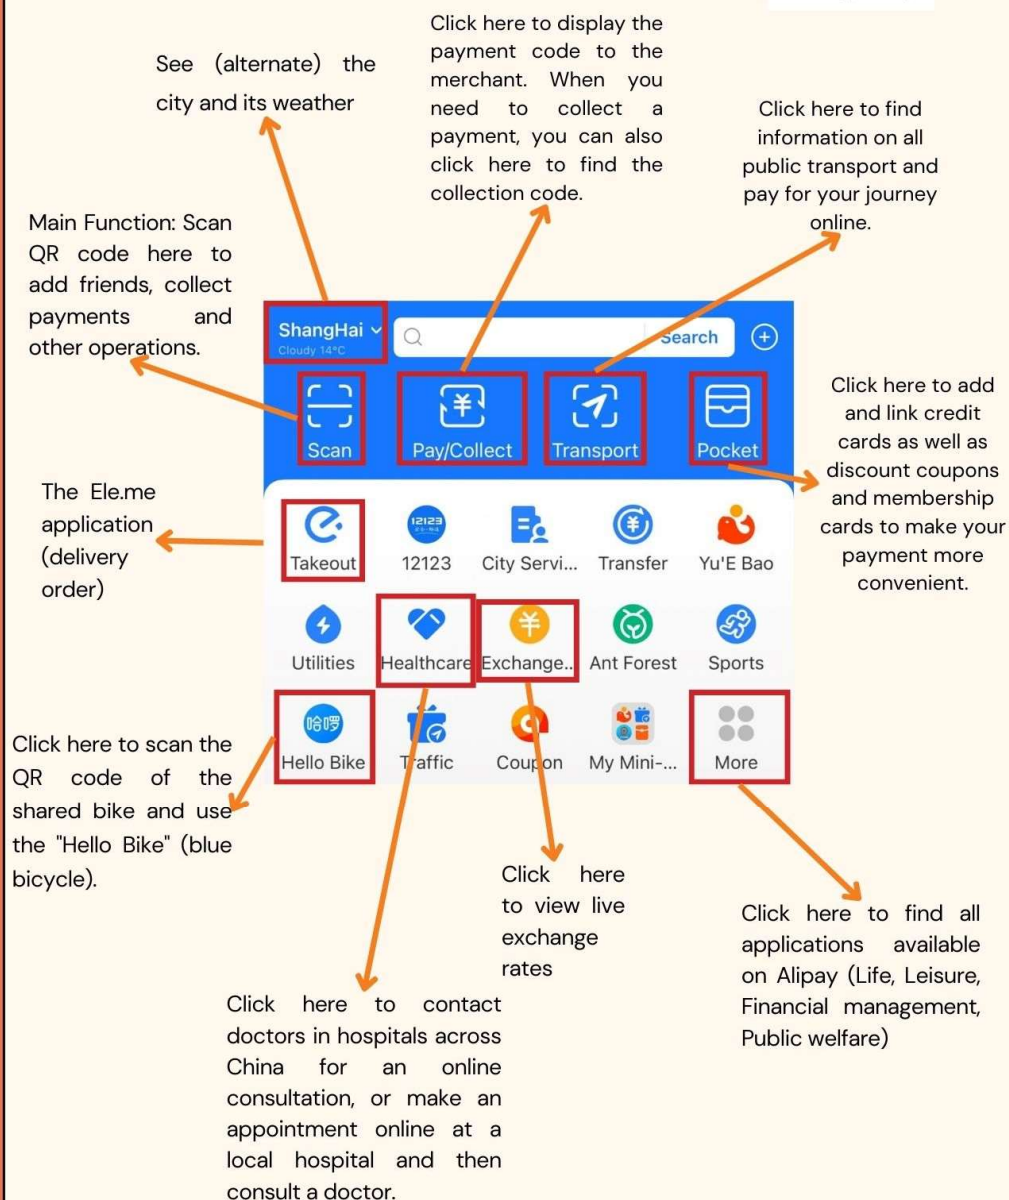 Click here to display the
payment code to the
merchant. When you
need to collect a
payment, you can also
click here to find the
collection code.
See (alternate) the
city and its weather
Click here to find
information on all
public transport and
pay for your journey
online.
Main Function: Scan
QR code here to
add friends, collect
payments and
other operations.
ShangHai
Cloudy 14°C
Search
Scan
Pay/Collect
Transport
Pocket
Click here to add
and link credit
cards as well as
discount coupons
and membership
cards to make your
payment more
convenient.
The Ele.me
application
(delivery
order)
12123
Takeout
12123
City Servi...
Transfer
Yu'E Bao
Utilities
Healthcare
Exchange..
Ant Forest
Sports
哈啰
Hello Bike
Traffic
Coupon
My Mini-...
More
Click here to scan the
QR code of the
shared bike and use
the "Hello Bike" (blue
bicycle).
Click here
to view live
exchange
rates
Click here to find all
applications available
on Alipay (Life, Leisure,
Financial management,
Public welfare)
Click here to contact
doctors in hospitals across
China for an online
consultation, or make an
appointment online at a
local hospital and then
consult a doctor.